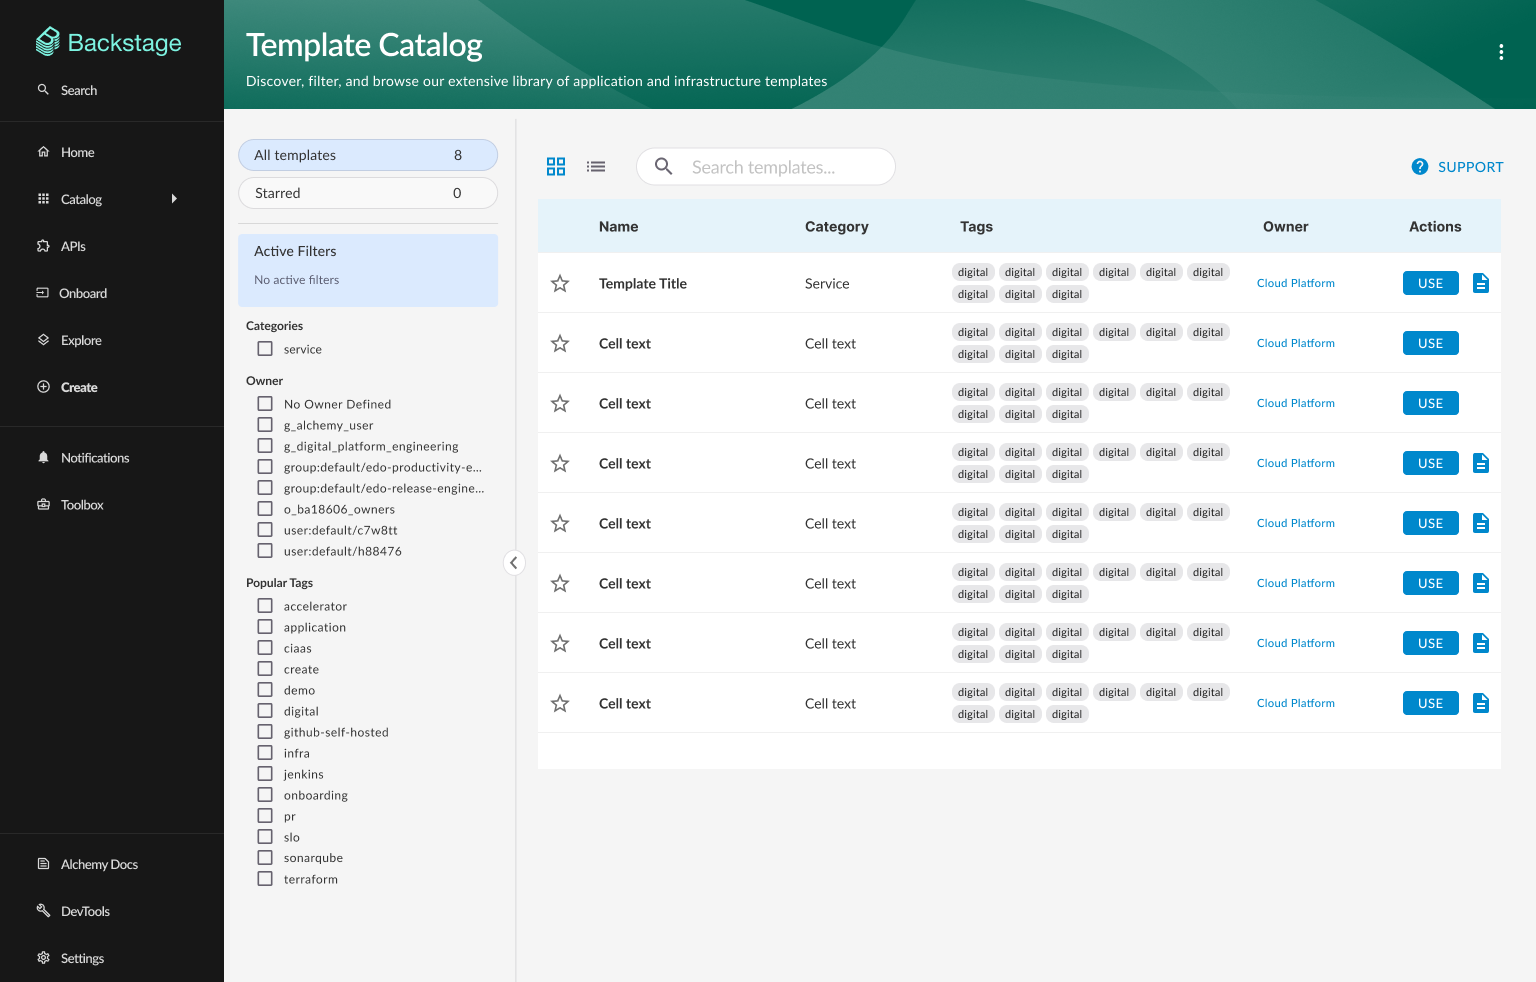 Backstage
Search
Home
Catalog
APIs
Onboard
Explore
Create
Notifications
Toolbox
Alchemy Docs
DevTools
Settings
Template Catalog
Discover, filter, and browse our extensive library of application and infrastructure templates
All templates 8
Starred 0
Active Filters
No active filters
Categories
service
Owner
No Owner Defined
g_alchemy_user
g_digital_platform_engineering
group:default/edo-productivity-e...
group:default/edo-release-engine...
o_ba18606_owners
user:default/c7w8tt
user:default/h88476
Popular Tags
accelerator
application
ciaas
create
demo
digital
github-self-hosted
infra
jenkins
onboarding
pr
slo
sonarqube
terraform
Search templates...
SUPPORT
Name Category Tags Owner Actions
Template Title Service digital digital digital digital digital digital Cloud Platform USE
digital digital digital
Cell text Cell text digital digital digital digital digital digital Cloud Platform USE
digital digital digital
Cell text Cell text digital digital digital digital digital digital Cloud Platform USE
digital digital digital
Cell text Cell text digital digital digital digital digital digital Cloud Platform USE
digital digital digital
Cell text Cell text digital digital digital digital digital digital Cloud Platform USE
digital digital digital
Cell text Cell text digital digital digital digital digital digital Cloud Platform USE
digital digital digital
Cell text Cell text digital digital digital digital digital digital Cloud Platform USE
digital digital digital
Cell text Cell text digital digital digital digital digital digital Cloud Platform USE
digital digital digital